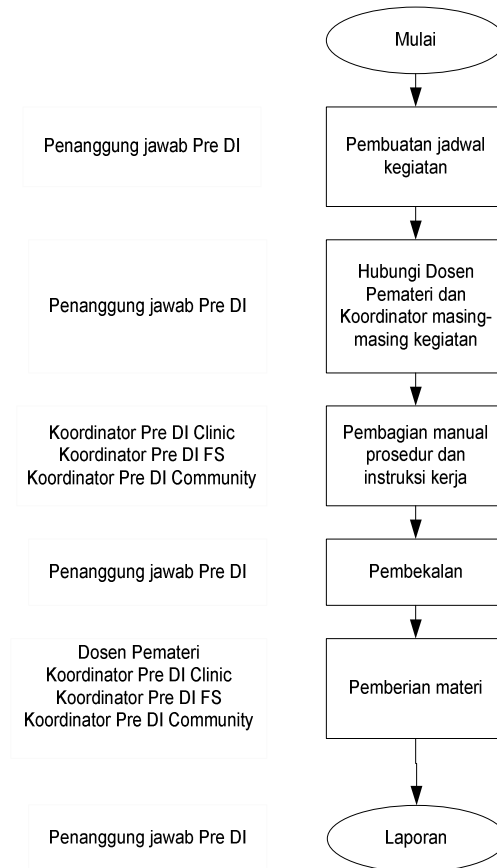 Mulai
Penanggung jawab Pre DI
Pembuatan jadwal
kegiatan
Penanggung jawab Pre DI
Hubungi Dosen
Pemateri dan
Koordinator masing-
masing kegiatan
Koordinator Pre DI Clinic
Koordinator Pre DI FS
Koordinator Pre DI Community
Pembagian manual
prosedur dan
instruksi kerja
Penanggung jawab Pre DI
Pembekalan
Dosen Pemateri
Koordinator Pre DI Clinic
Koordinator Pre DI FS
Koordinator Pre DI Community
Pemberian materi
Penanggung jawab Pre DI
Laporan